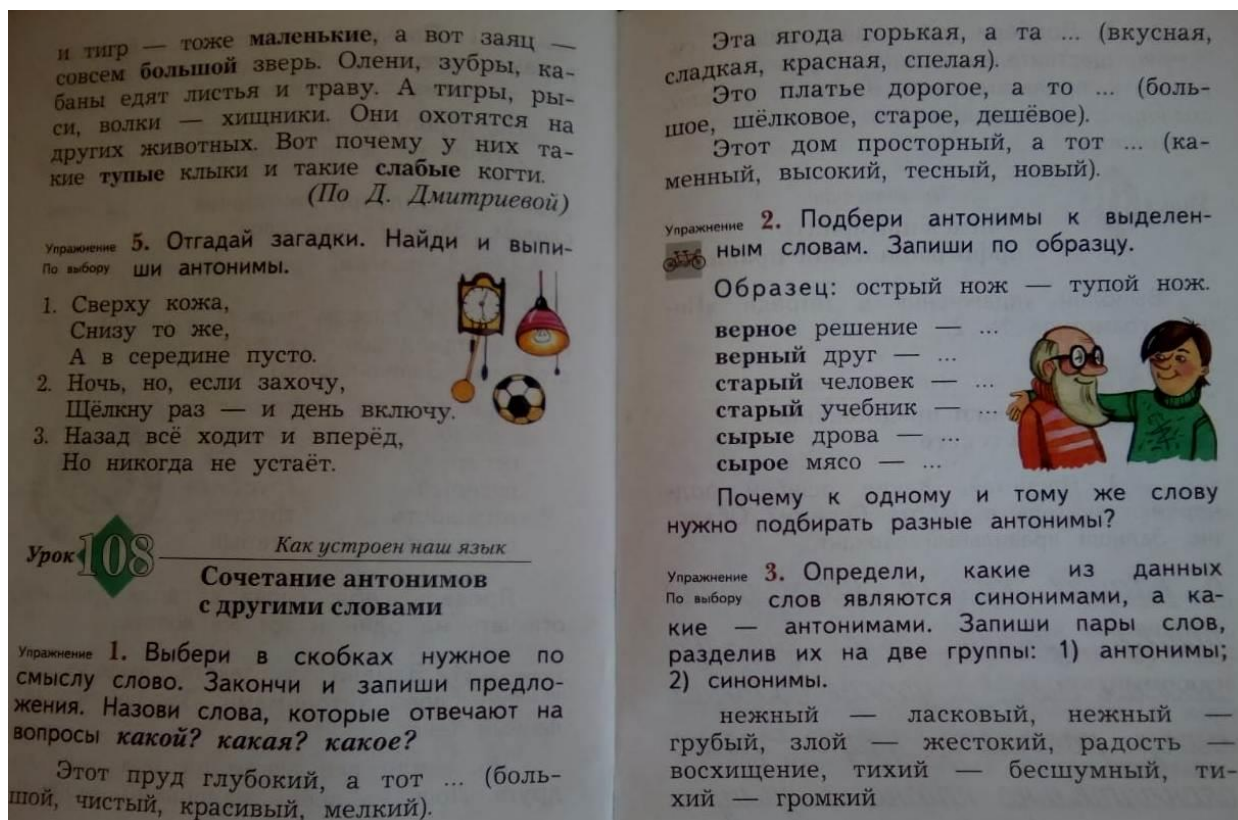 и тигр — тоже маленькие, а вот заяц —
совсем большой зверь. Олени, зубры, ка-
баны едят листья и траву. А тигры, ры-
си, волки — хищники. Они охотятся на
других животных. Вот почему у них та-
кие тупые клыки и такие слабые когти.
(По Д. Дмитриевой)
Упражнение 5. Отгадай загадки. Найди и выпи-
По выбору ши антонимы.
1. Сверху кожа,
Снизу то же,
А в середине пусто.
2. Ночь, но, если захочу,
Щёлкну раз — и день включу.
3. Назад всё ходит и вперёд,
Но никогда не устаёт.
Урок 108 Как устроен наш язык
Сочетание антонимов
с другими словами
Упражнение 1. Выбери в скобках нужное по
смыслу слово. Закончи и запиши предло-
жения. Назови слова, которые отвечают на
вопросы какой? какая? какое?
Этот пруд глубокий, а тот ... (боль-
шой, чистый, красивый, мелкий).
Эта ягода горькая, а та ... (вкусная,
сладкая, красная, спелая).
Это платье дорогое, а то ... (боль-
шое, шёлковое, старое, дешёвое).
Этот дом просторный, а тот ... (ка-
менный, высокий, тесный, новый).
Упражнение 2. Подбери антонимы к выделен-
ным словам. Запиши по образцу.
Образец: острый нож — тупой нож.
верное решение — ...
верный друг — ...
старый человек — ...
старый учебник — ...
сырые дрова — ...
сырое мясо — ...
Почему к одному и тому же слову
нужно подбирать разные антонимы?
Упражнение 3. Определи, какие из данных
По выбору слов являются синонимами, а ка-
кие — антонимами. Запиши пары слов,
разделив их на две группы: 1) антонимы;
2) синонимы.
нежный — ласковый, нежный —
грубый, злой — жестокий, радость —
восхищение, тихий — бесшумный, ти-
хий — громкий